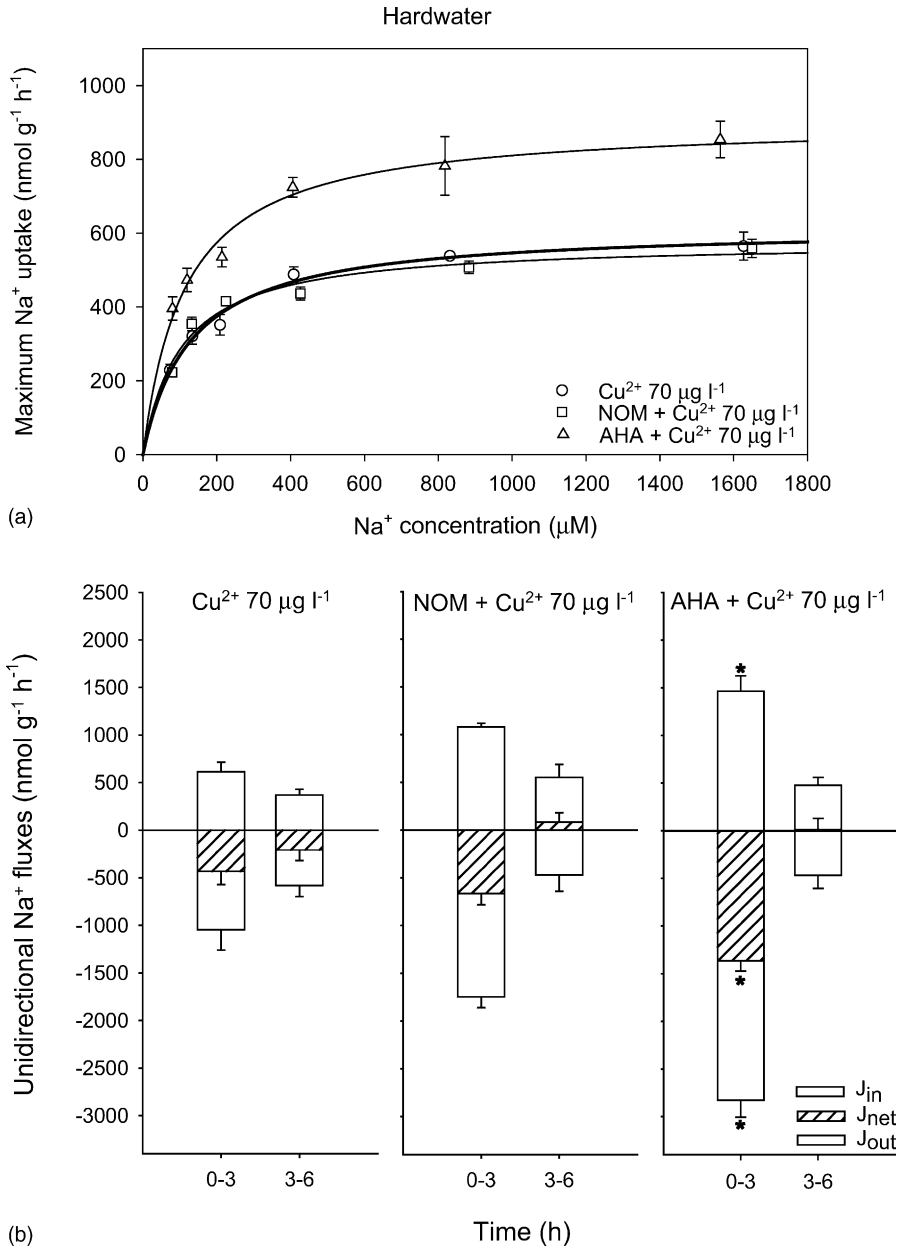 Hardwater
Maximum Na⁺ uptake (nmol g⁻¹ h⁻¹)
1000
800
600
400
200
0
Cu²⁺ 70 µg l⁻¹
NOM + Cu²⁺ 70 µg l⁻¹
AHA + Cu²⁺ 70 µg l⁻¹
0 200 400 600 800 1000 1200 1400 1600 1800
Na⁺ concentration (µM)
(a)
Unidirectional Na⁺ fluxes (nmol g⁻¹ h⁻¹)
2500
2000
1500
1000
500
0
-500
-1000
-1500
-2000
-2500
-3000
Cu²⁺ 70 µg l⁻¹
NOM + Cu²⁺ 70 µg l⁻¹
AHA + Cu²⁺ 70 µg l⁻¹
*
*
*
J_in
J_net
J_out
0-3 3-6 0-3 3-6 0-3 3-6
Time (h)
(b)